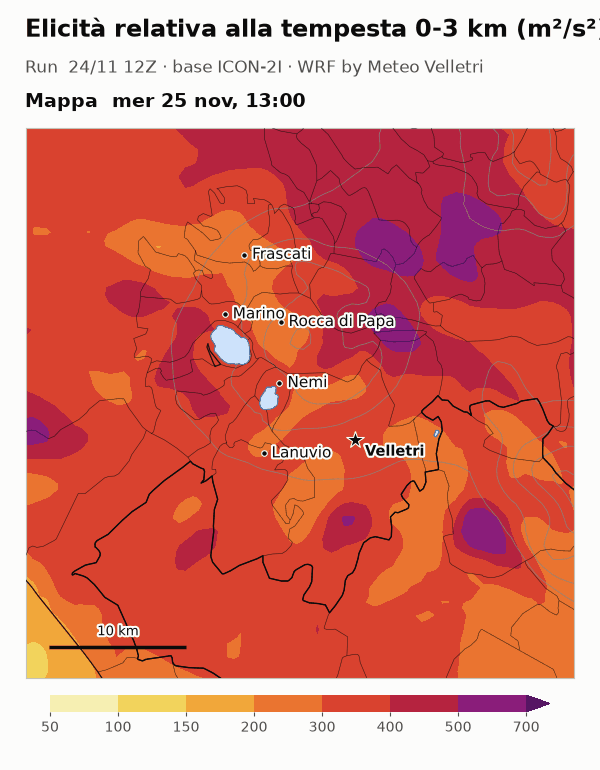 Elicità relativa alla tempesta 0-3 km (m²/s²)
Run  24/11 12Z · base ICON-2I · WRF by Meteo Velletri
Mappa  mer 25 nov, 13:00
Frascati
Marino
Rocca di Papa
Nemi
Velletri
Lanuvio
10 km
50 100 150 200 300 400 500 700